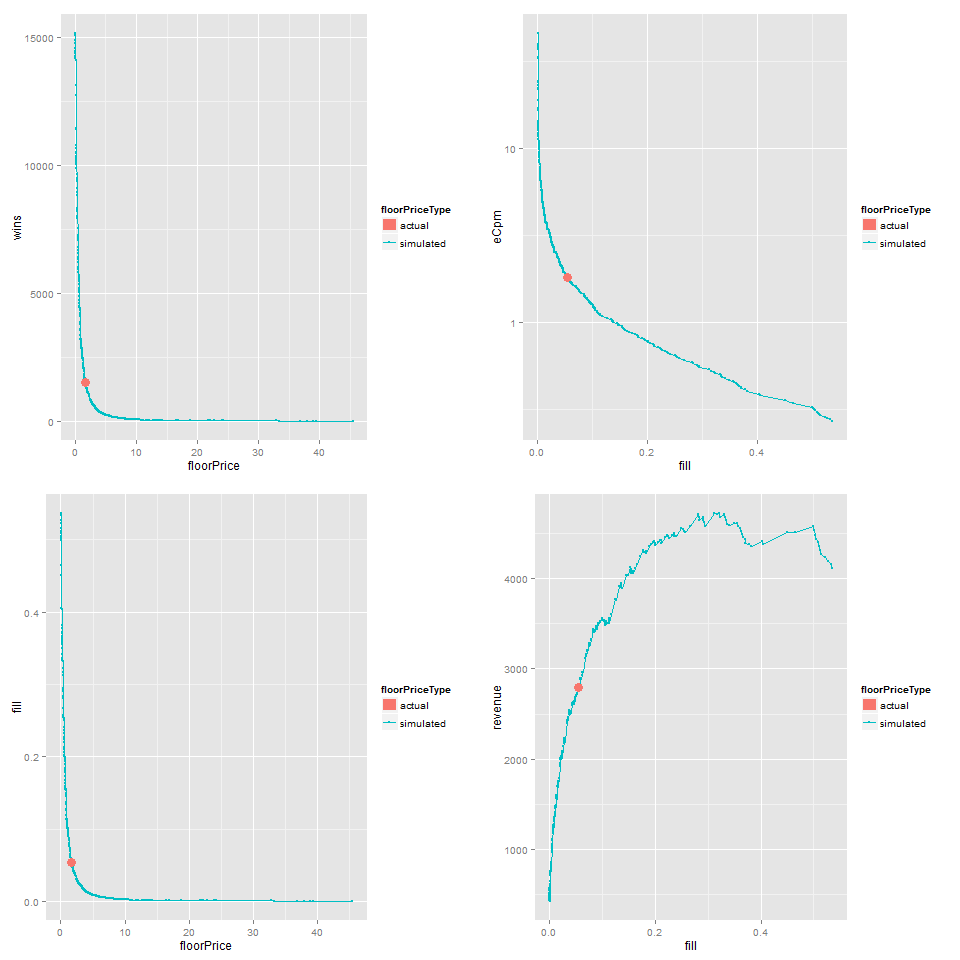 15000
10000
5000
0
wins
0 10 20 30 40
floorPrice
floorPriceType
actual
simulated
10
1
eCpm
0.0 0.2 0.4
fill
floorPriceType
actual
simulated
0.4
0.2
0.0
fill
0 10 20 30 40
floorPrice
floorPriceType
actual
simulated
4000
3000
2000
1000
revenue
0.0 0.2 0.4
fill
floorPriceType
actual
simulated